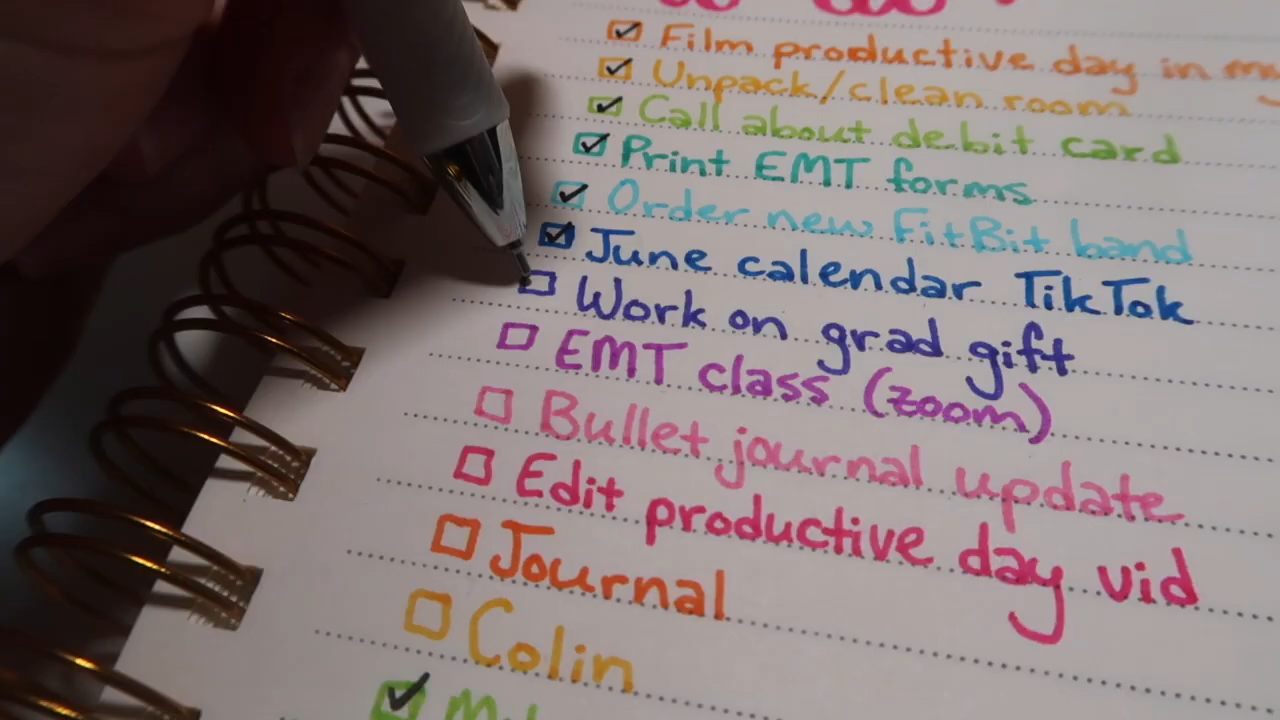 Film productive day in my
Unpack/clean room
Call about debit card
Print EMT forms
Order new FitBit band
June calendar TikTok
Work on grad gift
EMT class (zoom)
Bullet journal update
Edit productive day vid
Journal
Colin